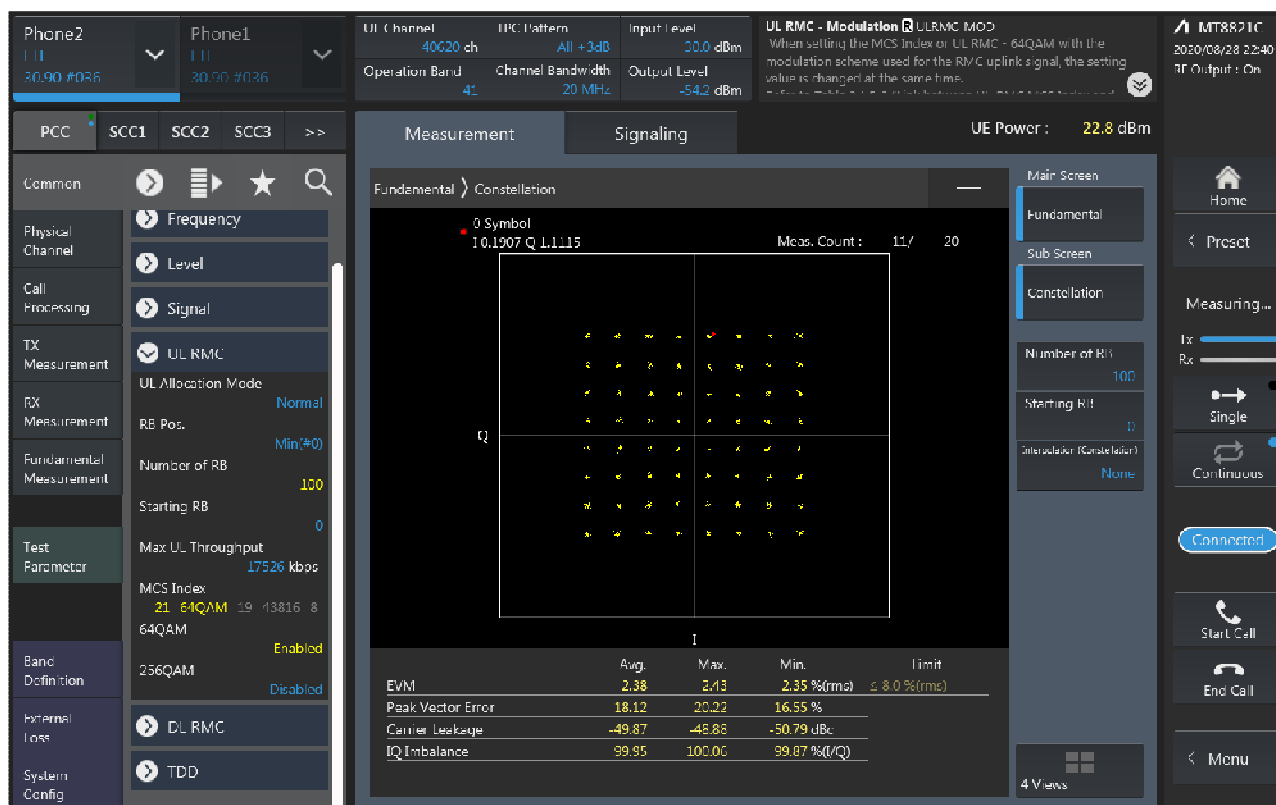 Phone2
30.90 #036
Phone1
30.90 #036
UL Channel
40620 ch
Operation Band
41
TPC Pattern
All +3dB
Channel Bandwidth
20 MHz
Input Level
30.0 dBm
Output Level
-54.2 dBm
UL RMC - Modulation R ULRMC_MOD
When setting the MCS Index or UL RMC - 64QAM with the
modulation scheme used for the RMC uplink signal, the setting
value is changed at the same time.
MT8821C
2020/08/28 22:40
RF Output : On
PCC
SCC1
SCC2
SCC3
>>
Measurement
Signaling
UE Power : 22.8 dBm
Common
Physical
Channel
Call
Processing
TX
Measurement
RX
Measurement
Fundamental
Measurement
Test
Parameter
Band
Definition
External
Loss
System
Config
Frequency
Level
Signal
UL RMC
UL Allocation Mode
Normal
RB Pos.
Min(#0)
Number of RB
100
Starting RB
0
Max UL Throughput
17526 kbps
MCS Index
21 64QAM 19 43816 8
64QAM
Enabled
256QAM
Disabled
DL RMC
TDD
Fundamental 〉 Constellation
0 Symbol
I 0.1907 Q 1.1115
Meas. Count : 11/ 20
Q
I
Avg. Max. Min. Limit
EVM 2.38 2.43 2.35 %(rms) ≤ 8.0 %(rms)
Peak Vector Error 18.12 20.22 16.55 %
Carrier Leakage -49.87 -48.88 -50.79 dBc
IQ Imbalance 99.95 100.06 99.87 %(I/Q)
Main Screen
Fundamental
Sub Screen
Constellation
Number of RB
100
Starting RB
0
Interpolation (Constellation)
None
4 Views
Home
< Preset
Measuring...
Tx
Rx
Single
Continuous
Connected
Start Call
End Call
< Menu